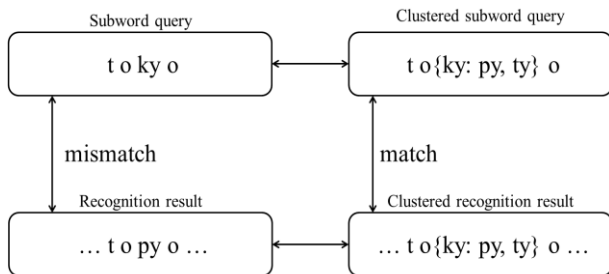 Subword query
Clustered subword query
t o ky o
t o{ky: py, ty} o
mismatch
match
Recognition result
Clustered recognition result
… t o py o …
… t o{ky: py, ty} o …